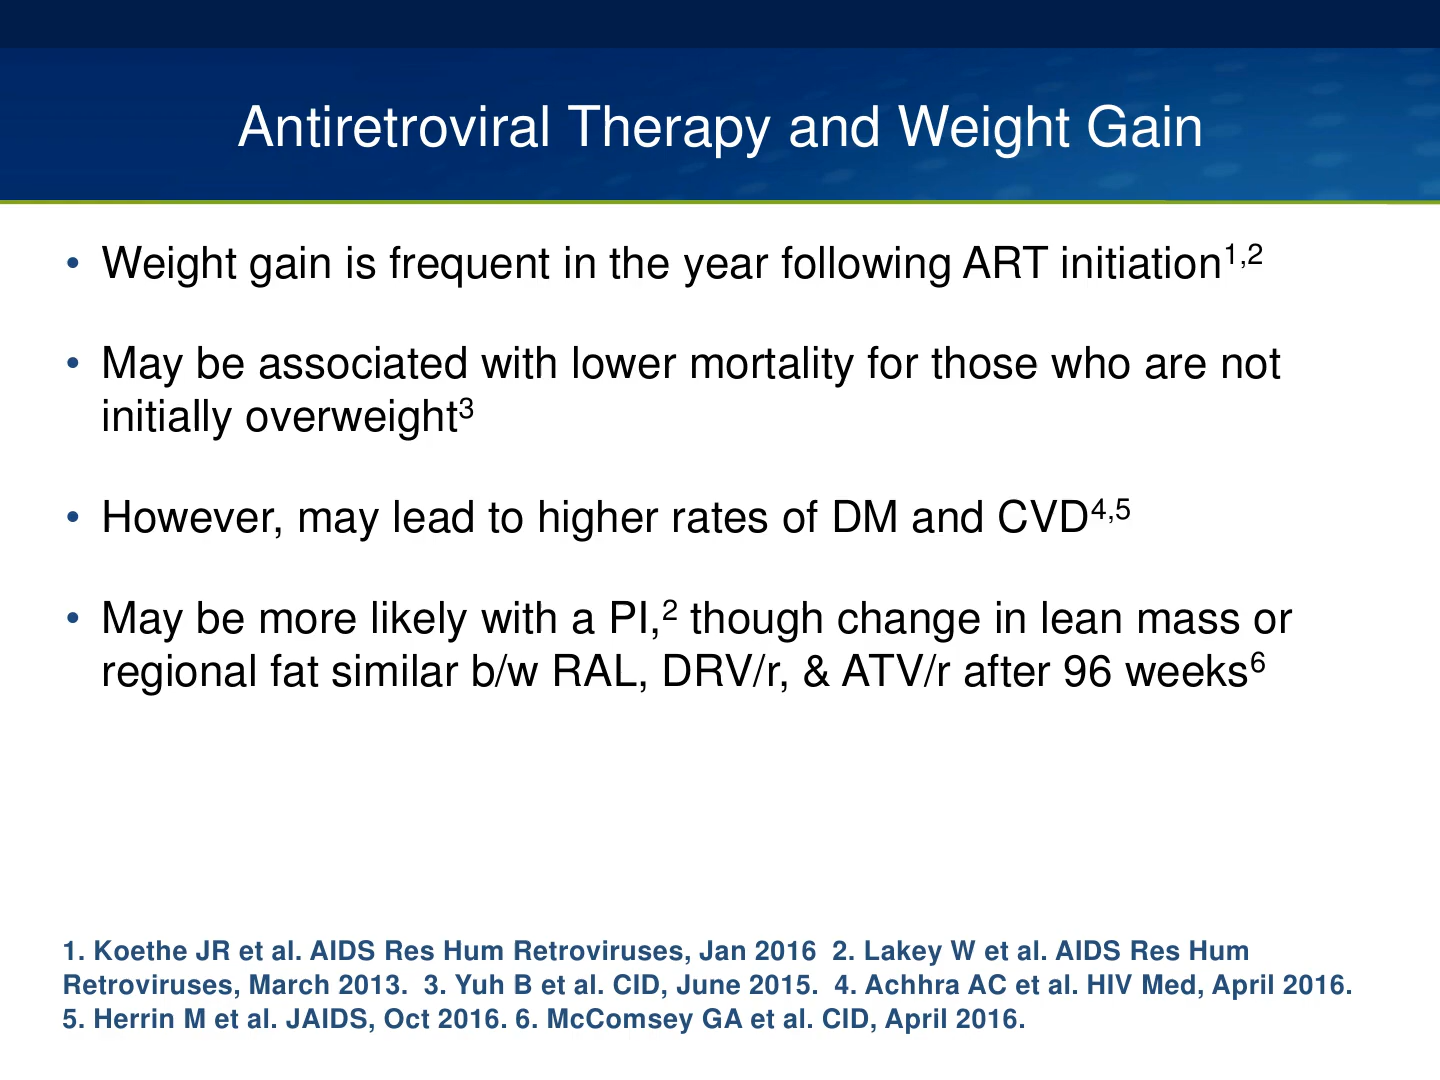 Antiretroviral Therapy and Weight Gain
• Weight gain is frequent in the year following ART initiation1,2
• May be associated with lower mortality for those who are not
initially overweight3
• However, may lead to higher rates of DM and CVD4,5
• May be more likely with a PI,2 though change in lean mass or
regional fat similar b/w RAL, DRV/r, & ATV/r after 96 weeks6
1. Koethe JR et al. AIDS Res Hum Retroviruses, Jan 2016 2. Lakey W et al. AIDS Res Hum
Retroviruses, March 2013. 3. Yuh B et al. CID, June 2015. 4. Achhra AC et al. HIV Med, April 2016.
5. Herrin M et al. JAIDS, Oct 2016. 6. McComsey GA et al. CID, April 2016.